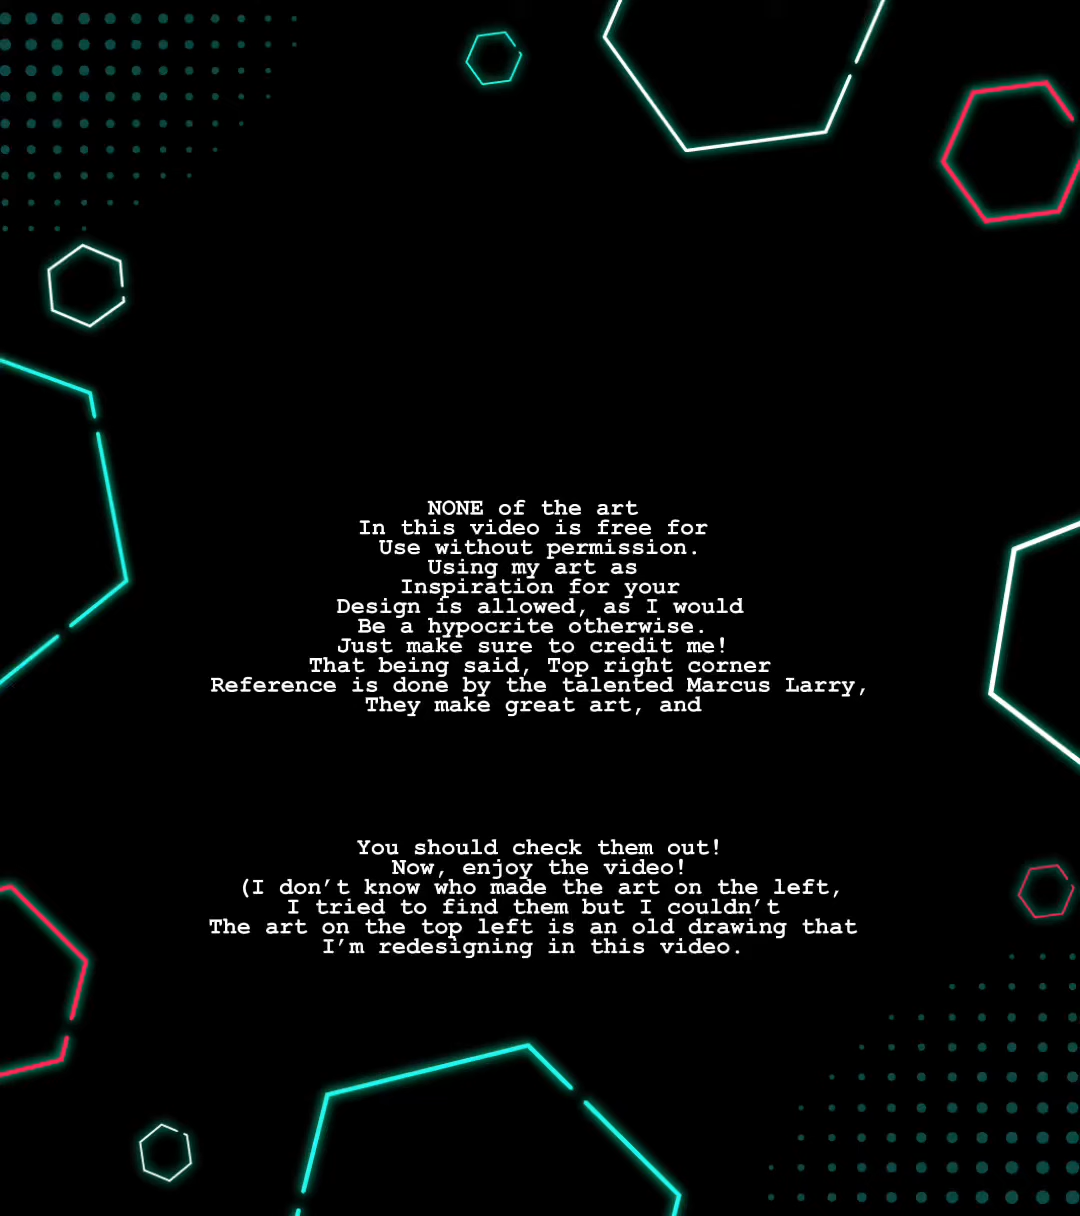 NONE of the art
In this video is free for
Use without permission.
Using my art as
Inspiration for your
Design is allowed, as I would
Be a hypocrite otherwise.
Just make sure to credit me!
That being said, Top right corner
Reference is done by the talented Marcus Larry,
They make great art, and
You should check them out!
Now, enjoy the video!
(I don’t know who made the art on the left,
I tried to find them but I couldn’t
The art on the top left is an old drawing that
I’m redesigning in this video.